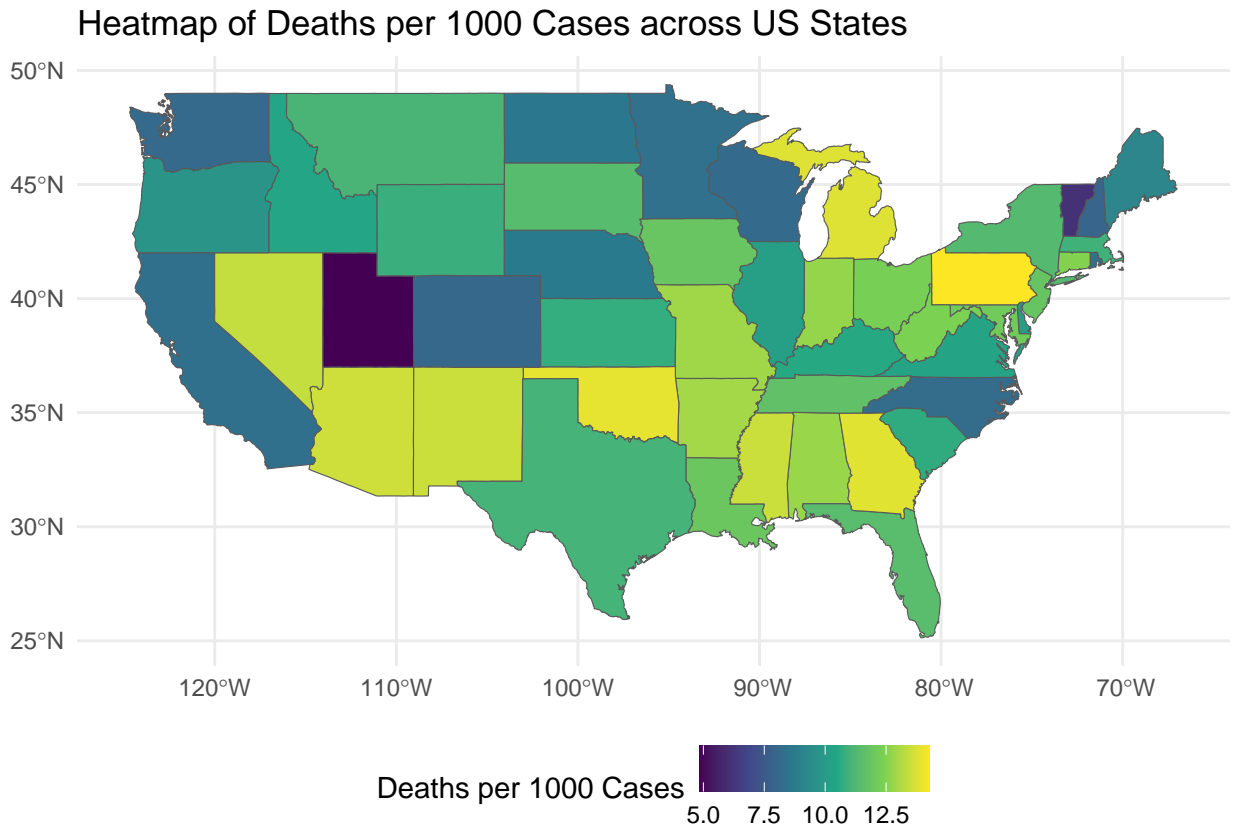 Heatmap of Deaths per 1000 Cases across US States
50°N
45°N
40°N
35°N
30°N
25°N
120°W 110°W 100°W 90°W 80°W 70°W
Deaths per 1000 Cases
5.0 7.5 10.0 12.5